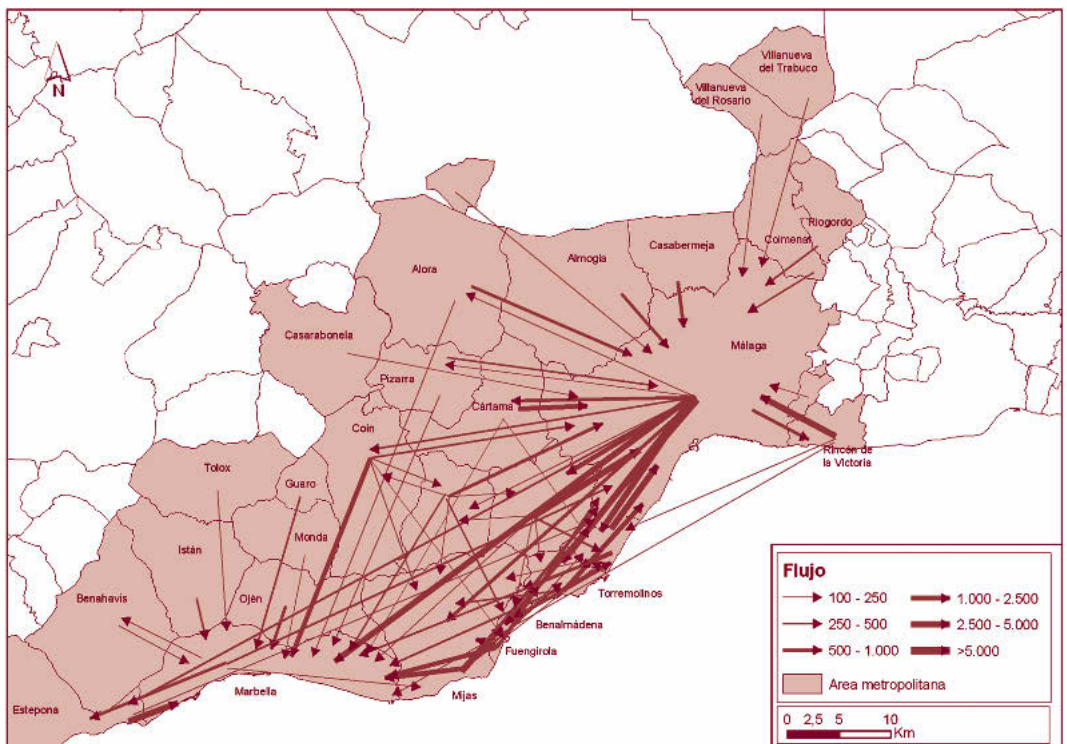 Villanueva
del Trabuco
Villanueva
del Rosario
N
Riogordo
Colmenar
Casabermeja
Almogía
Alora
Casarabonela
Málaga
Pizarra
Cártama
Coin
Rincón de
la Victoria
Tolox
Guaro
Monda
Istán
Ojén
Benahavis
Torremolinos
Benalmádena
Fuengirola
Marbella
Mijas
Estepona
Flujo
100 - 250
1.000 - 2.500
250 - 500
2.500 - 5.000
500 - 1.000
>5.000
Area metropolitana
0 2,5 5 10
Km